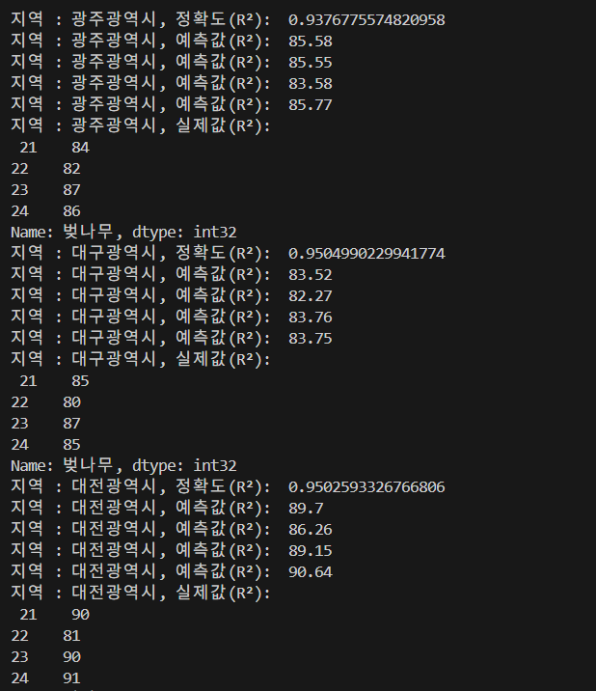 지역 : 광주광역시, 정확도(R²):  0.9376775574820958
지역 : 광주광역시, 예측값(R²):  85.58
지역 : 광주광역시, 예측값(R²):  85.55
지역 : 광주광역시, 예측값(R²):  83.58
지역 : 광주광역시, 예측값(R²):  85.77
지역 : 광주광역시, 실제값(R²):
 21    84
22    82
23    87
24    86
Name: 벚나무, dtype: int32
지역 : 대구광역시, 정확도(R²):  0.9504990229941774
지역 : 대구광역시, 예측값(R²):  83.52
지역 : 대구광역시, 예측값(R²):  82.27
지역 : 대구광역시, 예측값(R²):  83.76
지역 : 대구광역시, 예측값(R²):  83.75
지역 : 대구광역시, 실제값(R²):
 21    85
22    80
23    87
24    85
Name: 벚나무, dtype: int32
지역 : 대전광역시, 정확도(R²):  0.9502593326766806
지역 : 대전광역시, 예측값(R²):  89.7
지역 : 대전광역시, 예측값(R²):  86.26
지역 : 대전광역시, 예측값(R²):  89.15
지역 : 대전광역시, 예측값(R²):  90.64
지역 : 대전광역시, 실제값(R²):
 21    90
22    81
23    90
24    91